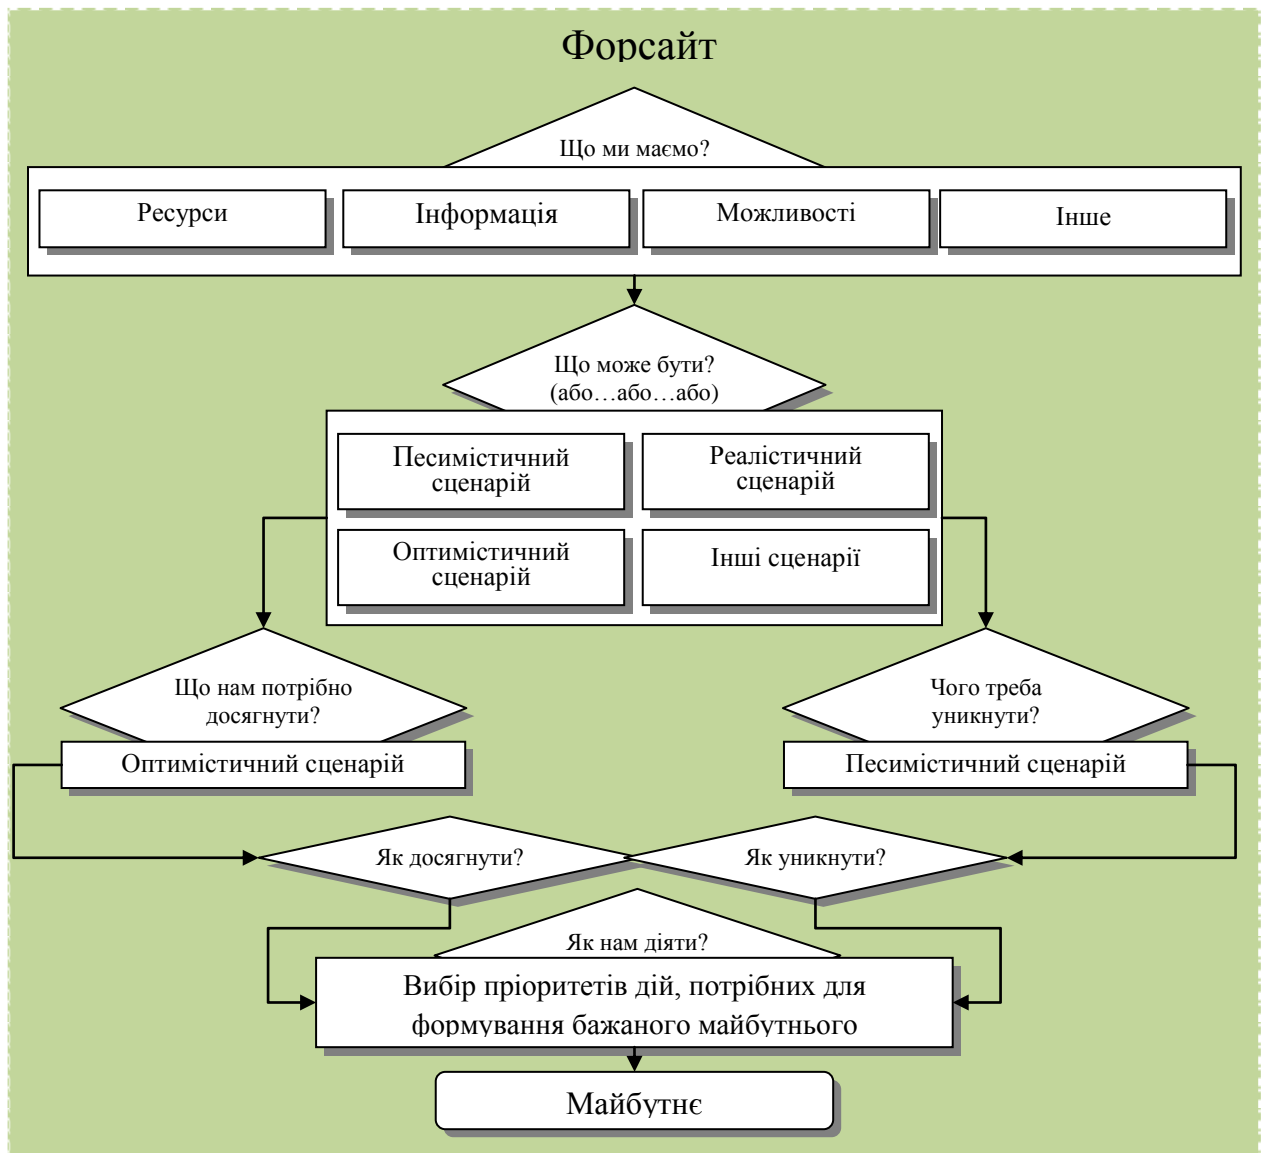 Форсайт
Що ми маємо?
Ресурси
Інформація
Можливості
Інше
Що може бути?
(або…або…або)
Песимістичний
сценарій
Реалістичний
сценарій
Оптимістичний
сценарій
Інші сценарії
Що нам потрібно
досягнути?
Оптимістичний сценарій
Чого треба
уникнути?
Песимістичний сценарій
Як досягнути?
Як уникнути?
Як нам діяти?
Вибір пріоритетів дій, потрібних для
формування бажаного майбутнього
Майбутнє